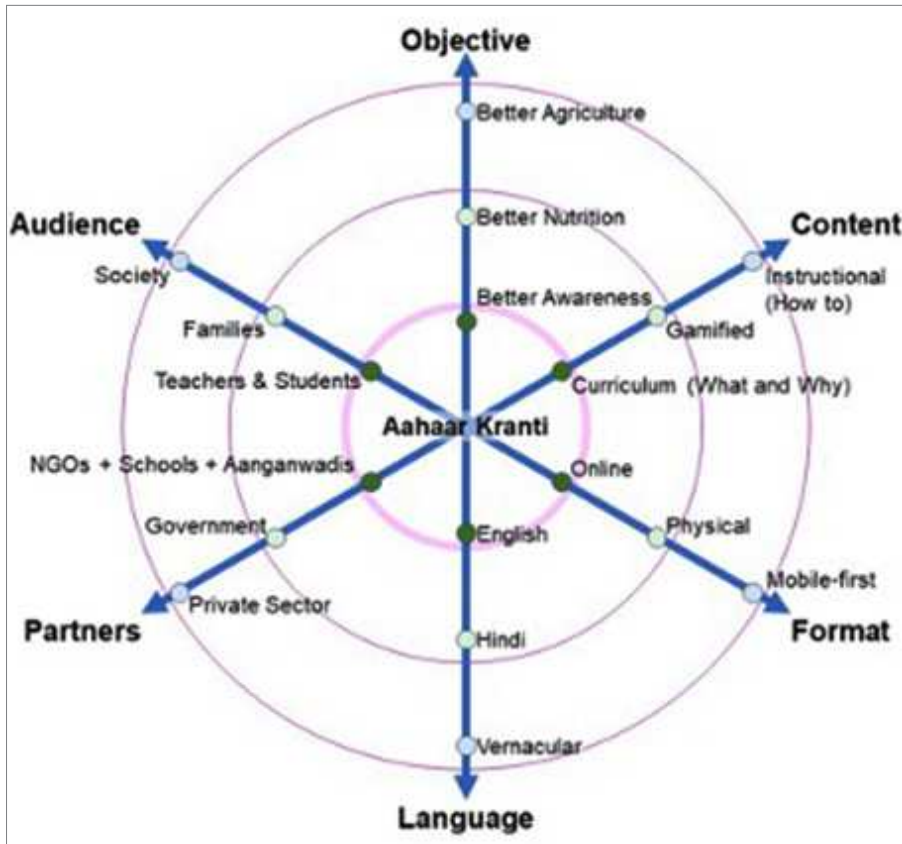 Objective
Better Agriculture
Better Nutrition
Audience
Content
Society
Instructional
(How to)
Better Awareness
Families
Gamified
Teachers & Students
Curriculum (What and Why)
Aahaar Kranti
NGOs + Schools + Aanganwadis
Online
Government
English
Physical
Private Sector
Mobile-first
Partners
Format
Hindi
Vernacular
Language